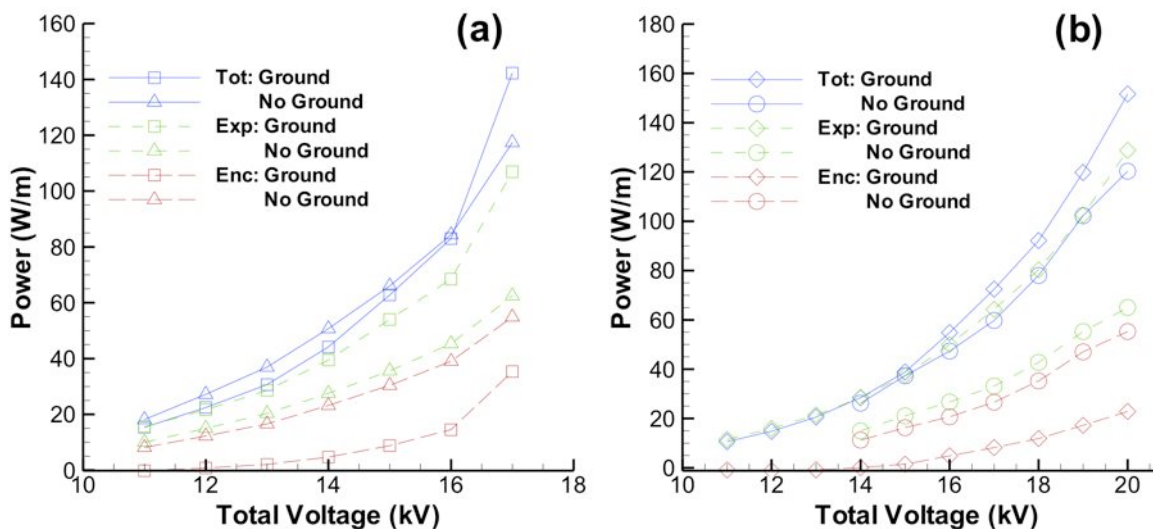 (a)
160
140
120
100
80
60
40
20
0
Power (W/m)
Tot: Ground
No Ground
Exp: Ground
No Ground
Enc: Ground
No Ground
10 12 14 16 18
Total Voltage (kV)
(b)
180
160
140
120
100
80
60
40
20
0
Power (W/m)
Tot: Ground
No Ground
Exp: Ground
No Ground
Enc: Ground
No Ground
10 12 14 16 18 20
Total Voltage (kV)